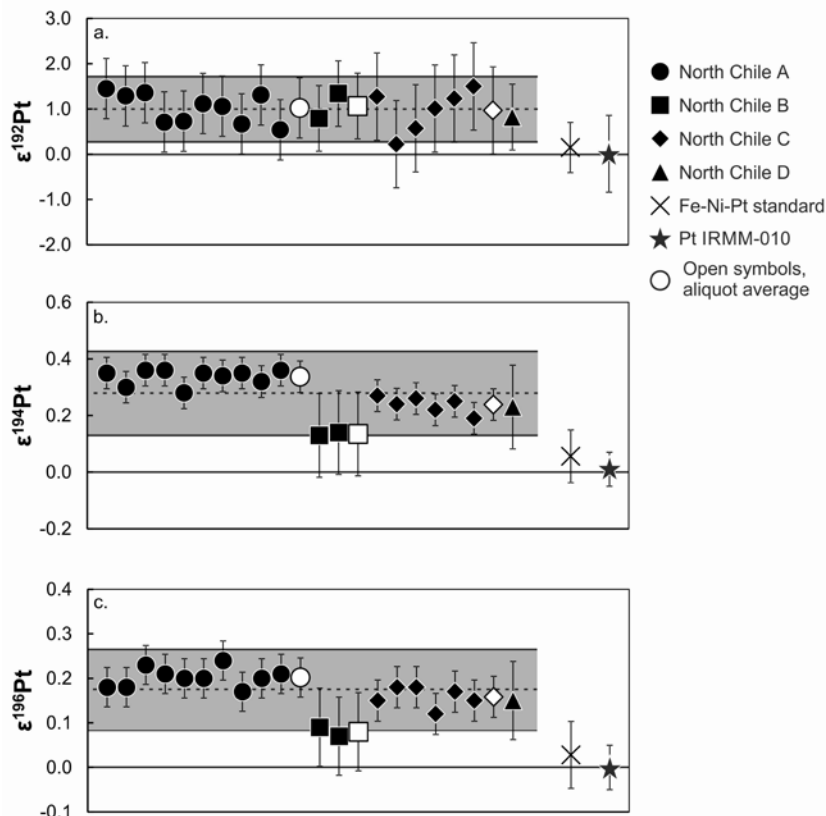 a.
3.0
2.0
1.0
0.0
-1.0
-2.0
ε¹⁹²Pt
b.
0.6
0.4
0.2
0.0
-0.2
ε¹⁹⁴Pt
c.
0.4
0.3
0.2
0.1
0.0
-0.1
ε¹⁹⁶Pt
North Chile A
North Chile B
North Chile C
North Chile D
Fe-Ni-Pt standard
Pt IRMM-010
Open symbols,
aliquot average